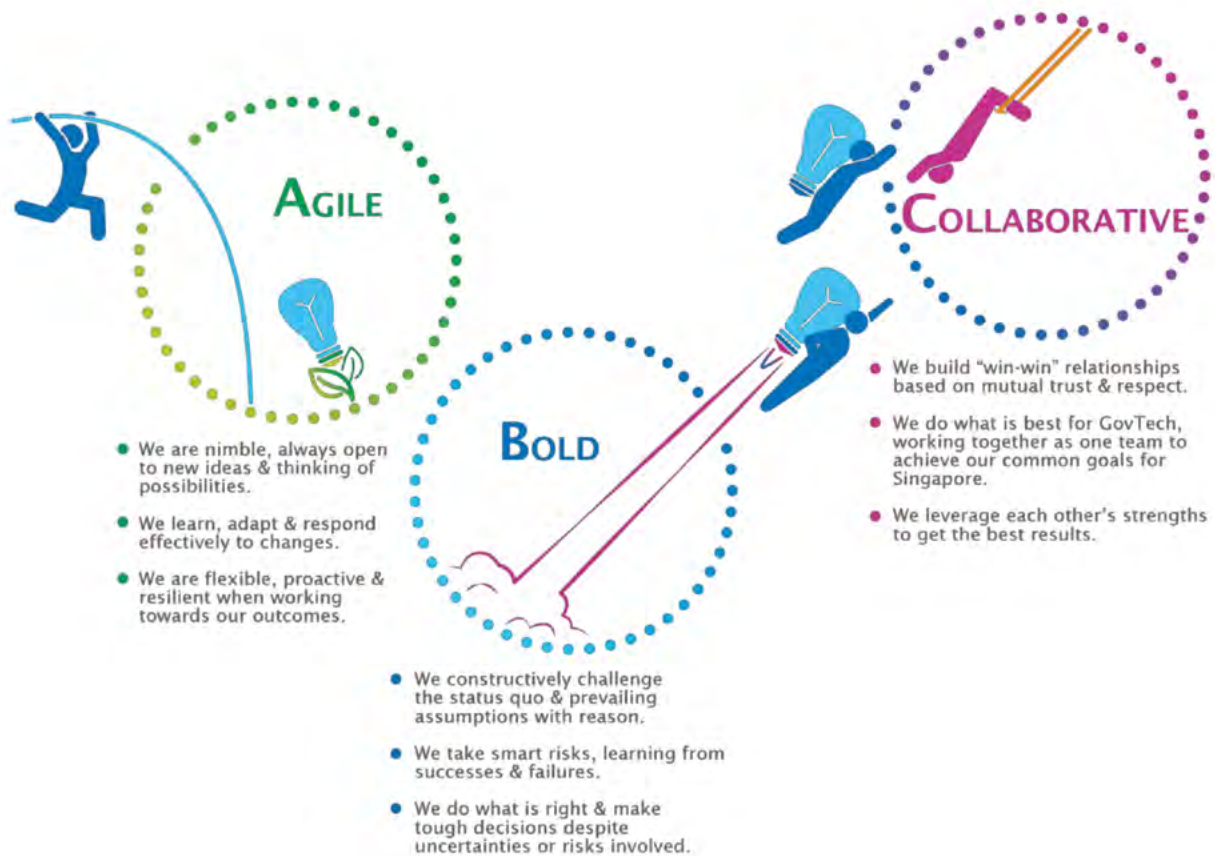 AGILE
We are nimble, always open
to new ideas & thinking of
possibilities.
We learn, adapt & respond
effectively to changes.
We are flexible, proactive &
resilient when working
towards our outcomes.
BOLD
We constructively challenge
the status quo & prevailing
assumptions with reason.
We take smart risks, learning from
successes & failures.
We do what is right & make
tough decisions despite
uncertainties or risks involved.
COLLABORATIVE
We build “win-win” relationships
based on mutual trust & respect.
We do what is best for GovTech,
working together as one team to
achieve our common goals for
Singapore.
We leverage each other’s strengths
to get the best results.